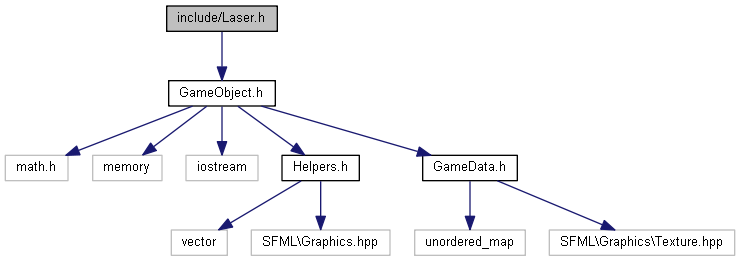 include/Laser.h
GameObject.h
math.h
memory
iostream
Helpers.h
GameData.h
vector
SFML\Graphics.hpp
unordered_map
SFML\Graphics\Texture.hpp